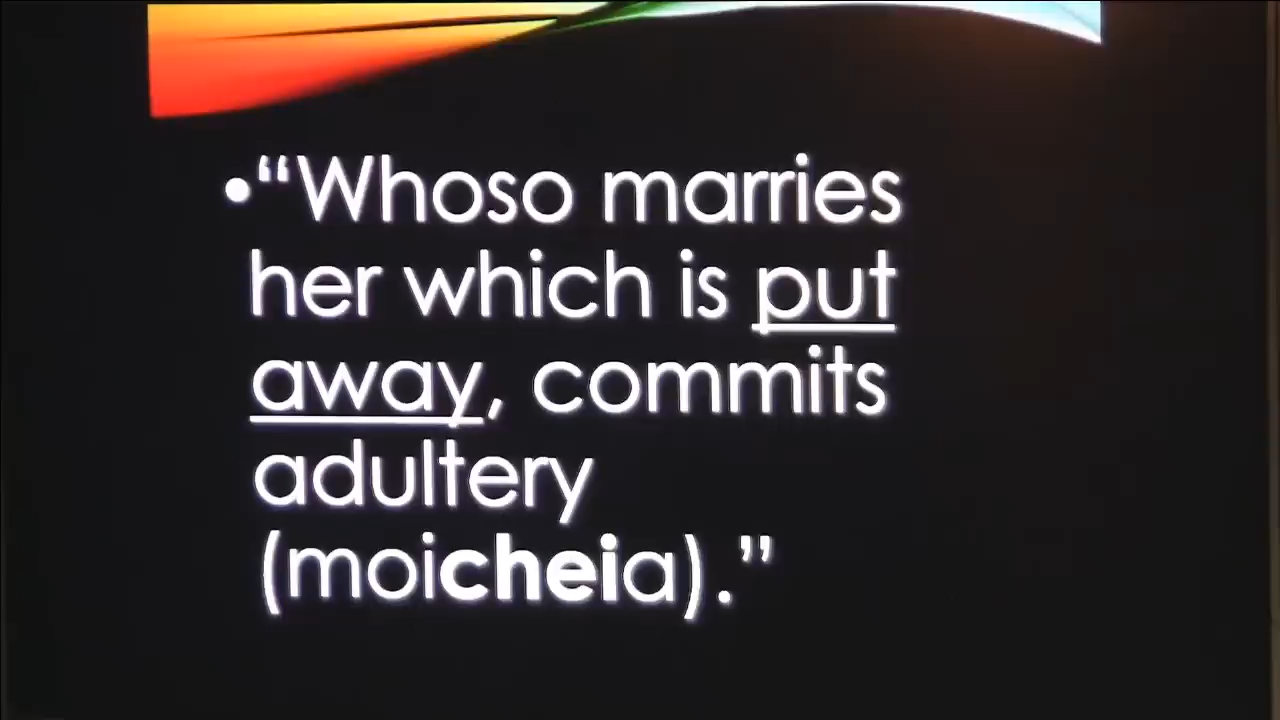 •“Whoso marries
her which is put
away, commits
adultery
(moicheia).”